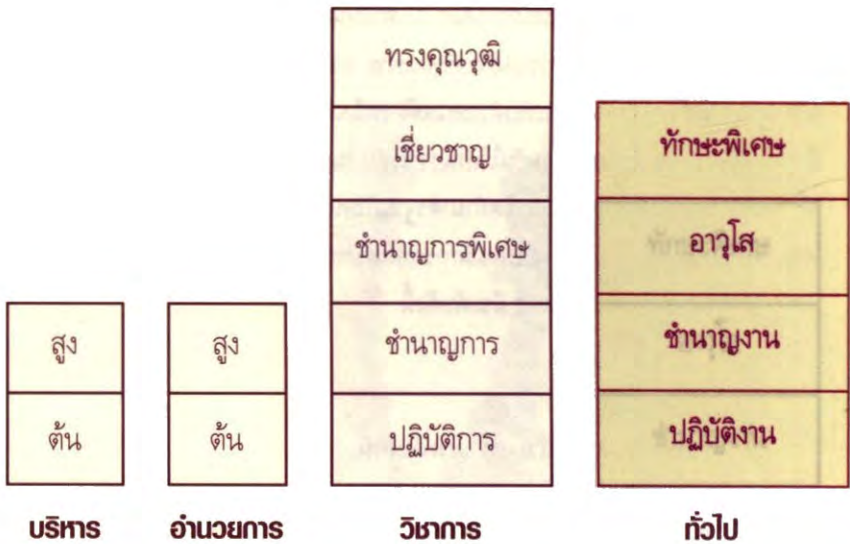 ทรงคุณวุฒิ
เชี่ยวชาญ
ชำนาญการพิเศษ
ชำนาญการ
ปฏิบัติการ
ทักษะพิเศษ
อาวุโส
ชำนาญงาน
ปฏิบัติงาน
สูง
ต้น
สูง
ต้น
บริหาร อำนวยการ วิชาการ ทั่วไป